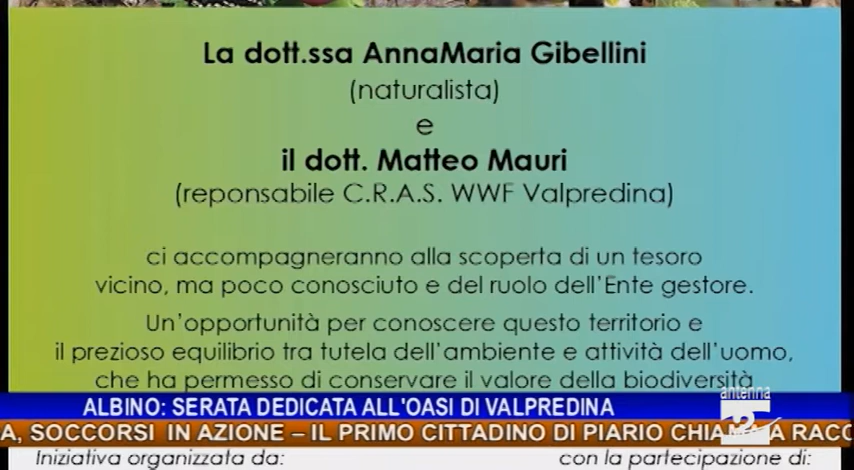 La dott.ssa AnnaMaria Gibellini
(naturalista)
e
il dott. Matteo Mauri
(reponsabile C.R.A.S. WWF Valpredina)
ci accompagneranno alla scoperta di un tesoro
vicino, ma poco conosciuto e del ruolo dell'Ente gestore.
Un'opportunità per conoscere questo territorio e
il prezioso equilibrio tra tutela dell'ambiente e attività dell'uomo,
che ha permesso di conservare il valore della biodiversità
antenna
2
ALBINO: SERATA DEDICATA ALL'OASI DI VALPREDINA
A, SOCCORSI IN AZIONE – IL PRIMO CITTADINO DI PIARIO CHIAMA A RACC
Iniziativa organizzata da:
con la partecipazione di: